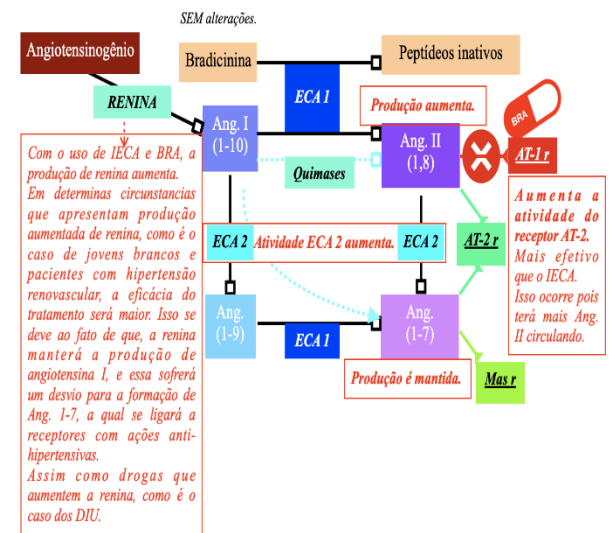 SEM alterações.
Angiotensinogênio
Bradicinina
Peptídeos inativos
ECA 1
RENINA
Produção aumenta.
BRA
Ang. I
(1-10)
Ang. II
(1,8)
AT-1 r
Quimases
Com o uso de IECA e BRA, a
produção de renina aumenta.
Em determinas circunstancias
que apresentam produção
aumentada de renina, como é o
caso de jovens brancos e
pacientes com hipertensão
renovascular, a eficácia do
tratamento será maior. Isso se
deve ao fato de que, a renina
manterá a produção de
angiotensina I, e essa sofrerá
um desvio para a formação de
Ang. 1-7, a qual se ligará a
receptores com ações anti-
hipertensivas.
Assim como drogas que
aumentem a renina, como é o
caso dos DIU.
ECA 2
Atividade ECA 2 aumenta.
ECA 2
AT-2 r
Aumenta a
atividade do
receptor AT-2.
Mais efetivo
que o IECA.
Isso ocorre pois
terá mais Ang.
II circulando.
Ang.
(1-9)
ECA 1
Ang.
(1-7)
Produção é mantida.
Mas r